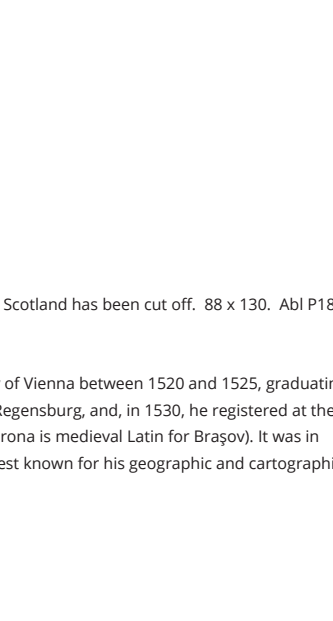 Scotland has been cut off. 88 x 130. Abl P18
of Vienna between 1520 and 1525, graduatin
Regensburg, and, in 1530, he registered at the
rona is medieval Latin for Braşov). It was in
est known for his geographic and cartographi